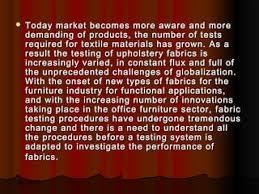 • Today market becomes more aware and more
demanding of products, the number of tests
required for textile materials has grown. As a
result the testing of upholstery fabrics is
increasingly varied, in constant flux and full of
the unprecedented challenges of globalization.
With the onset of new types of fabrics for the
furniture industry for functional applications,
and with the increasing number of innovations
taking place in the office furniture sector, fabric
testing procedures have undergone tremendous
change and there is a need to understand all
the procedures before a testing system is
adapted to investigate the performance of
fabrics.